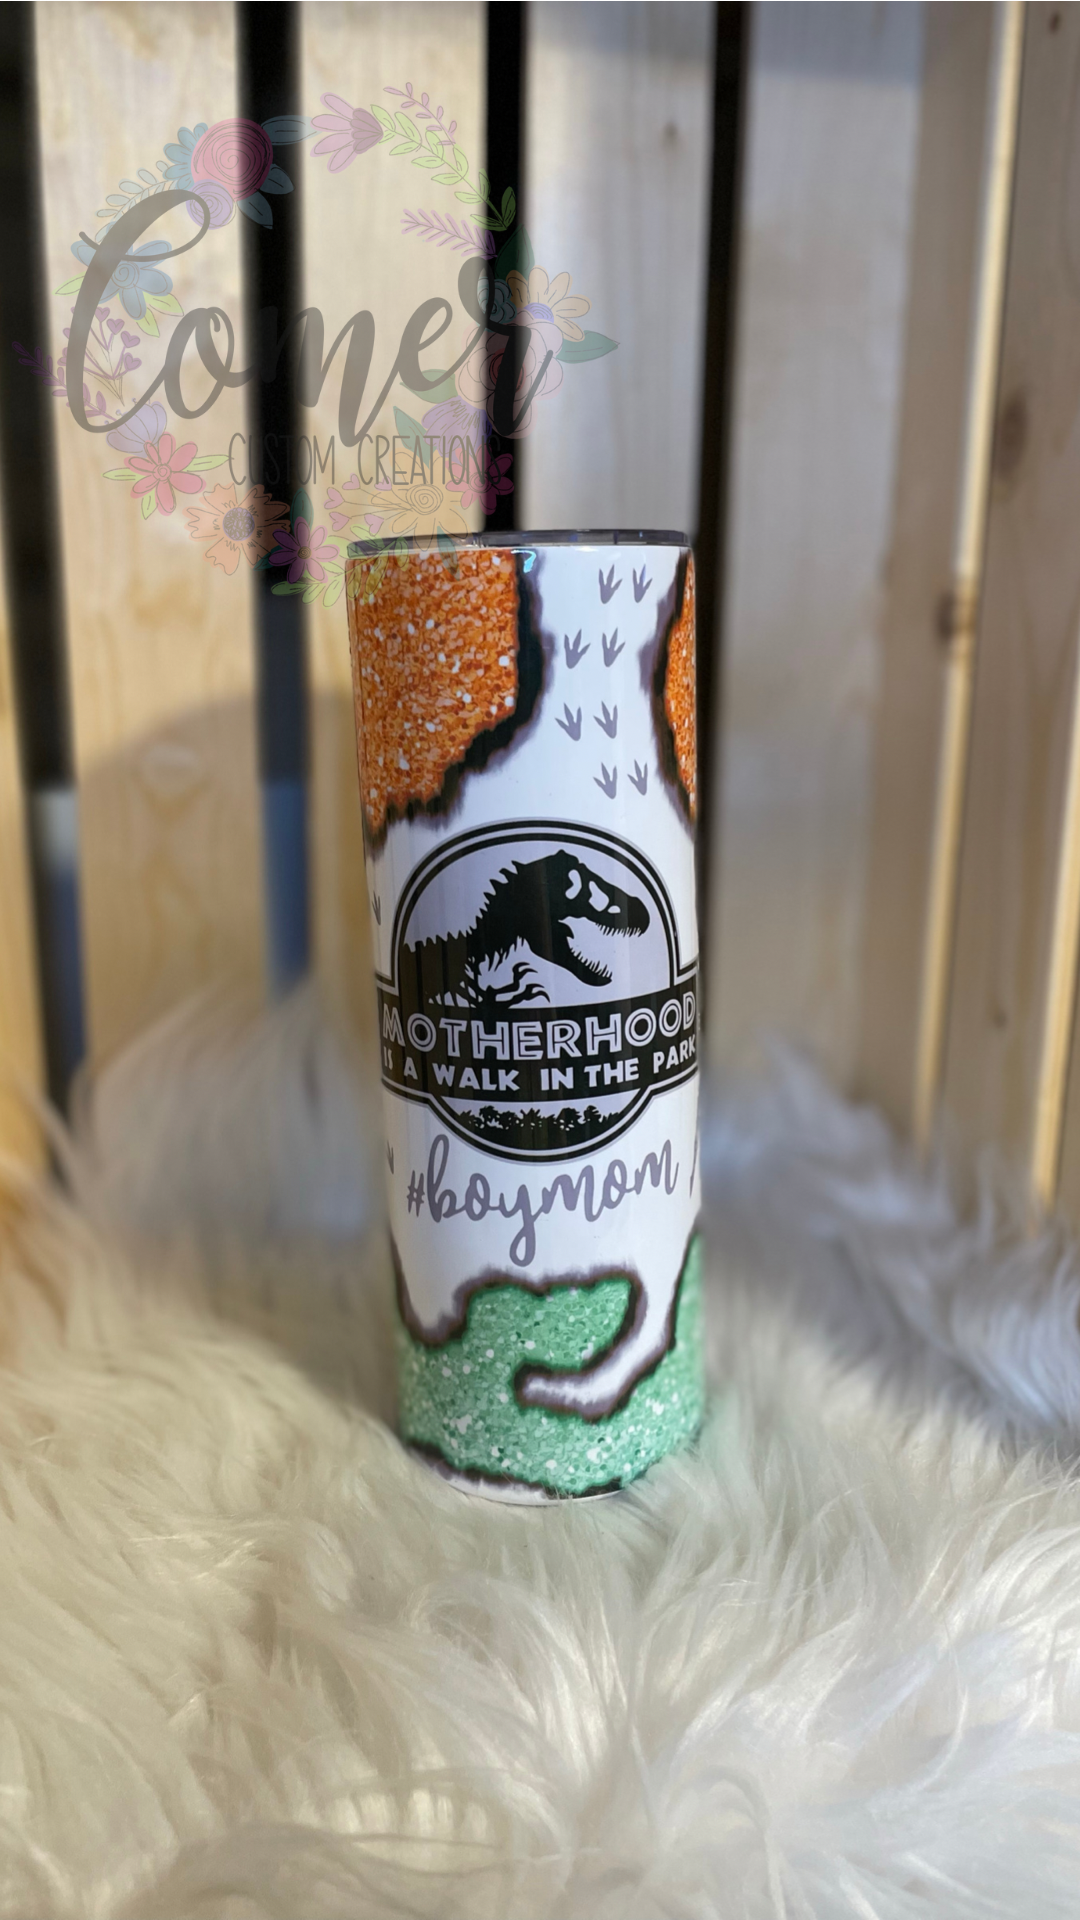 Comer
CUSTOM CREATIONS
MOTHERHOOD
IS A WALK IN THE PARK
#boymom